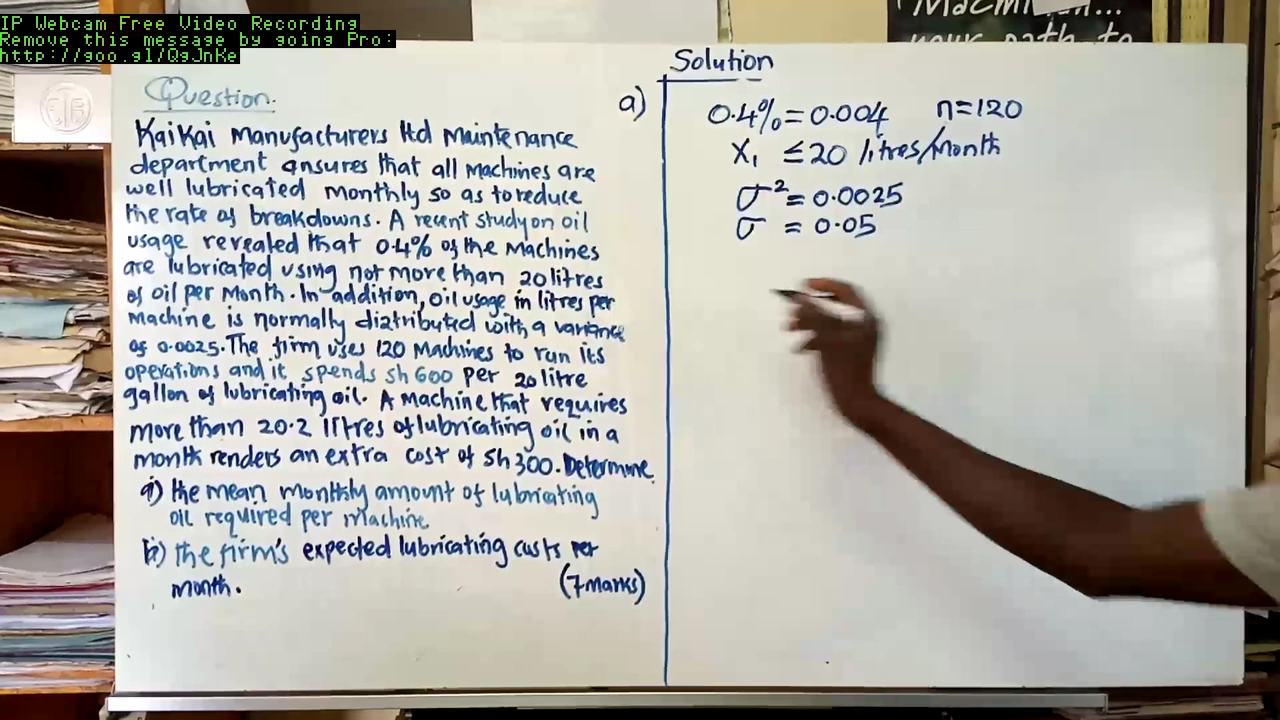 IP Webcam Free Video Recording
Remove this message by going Pro:
http://goo.gl/QgJnKe
Macmillan...
your path to
Question.
KaiKai Manufacturers ltd Maintenance
department ensures that all Machines are
well lubricated monthly so as to reduce
the rate of breakdowns. A recent study on oil
usage revealed that 0.4% of the Machines
are lubricated using not more than 20 litres
of oil per Month. In addition, oil usage in litres per
machine is normally distributed with a variance
of 0.0025. The firm uses 120 Machines to run its
operations and it spends sh 600 per 20 litre
gallon of lubricating oil. A Machine that requires
more than 20.2 litres of lubricating oil in a
month renders an extra cost of Sh 300. Determine
a) the mean monthly amount of lubricating
oil required per machine.
b) the firm's expected lubricating costs per
month. (7marks)
Solution
a) 0.4% = 0.004 n=120
X₁ ≤ 20 litres/month
σ² = 0.0025
σ = 0.05